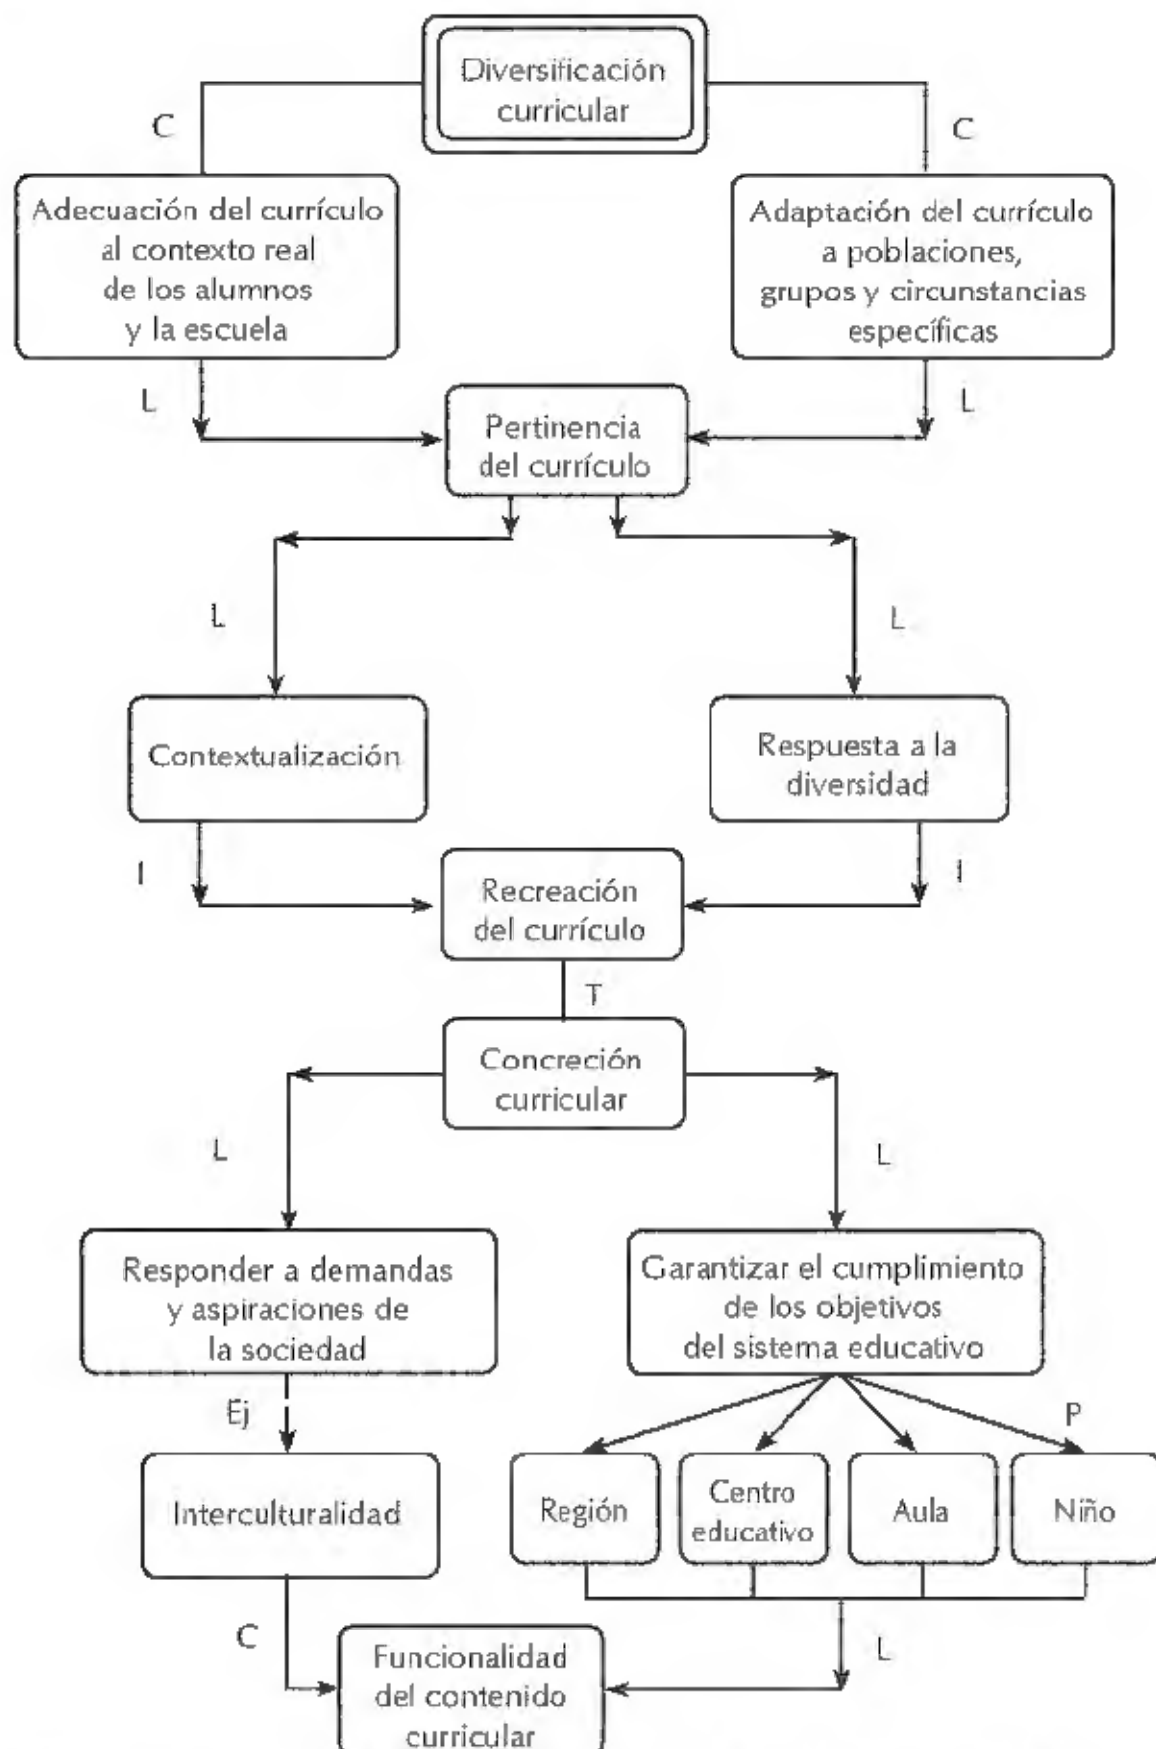 Diversificación
curricular
C
C
Adecuación del currículo
al contexto real
de los alumnos
y la escuela
Adaptación del currículo
a poblaciones,
grupos y circunstancias
específicas
L
L
Pertinencia
del currículo
L
L
Contextualización
Respuesta a la
diversidad
I
I
Recreación
del currículo
T
Concreción
curricular
L
L
Responder a demandas
y aspiraciones de
la sociedad
Garantizar el cumplimiento
de los objetivos
del sistema educativo
Ej
P
Interculturalidad
Región
Centro
educativo
Aula
Niño
C
L
Funcionalidad
del contenido
curricular